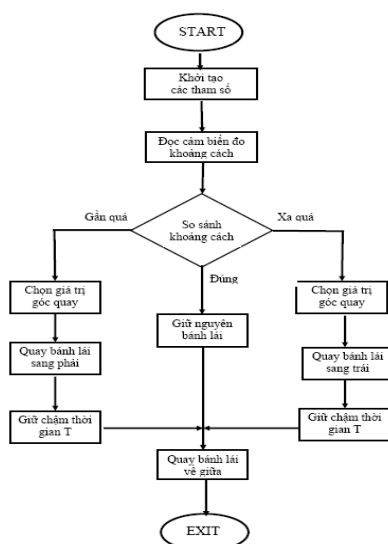 START
Khởi tạo
các tham số
Đọc cảm biến đo
khoảng cách
Gần quá
So sánh
khoảng cách
Xa quá
Đúng
Chọn giá trị
góc quay
Giữ nguyên
bánh lái
Chọn giá trị
góc quay
Quay bánh lái
sang phải
Quay bánh lái
sang trái
Giữ chậm thời
gian T
Giữ chậm thời
gian T
Quay bánh lái
về giữa
EXIT